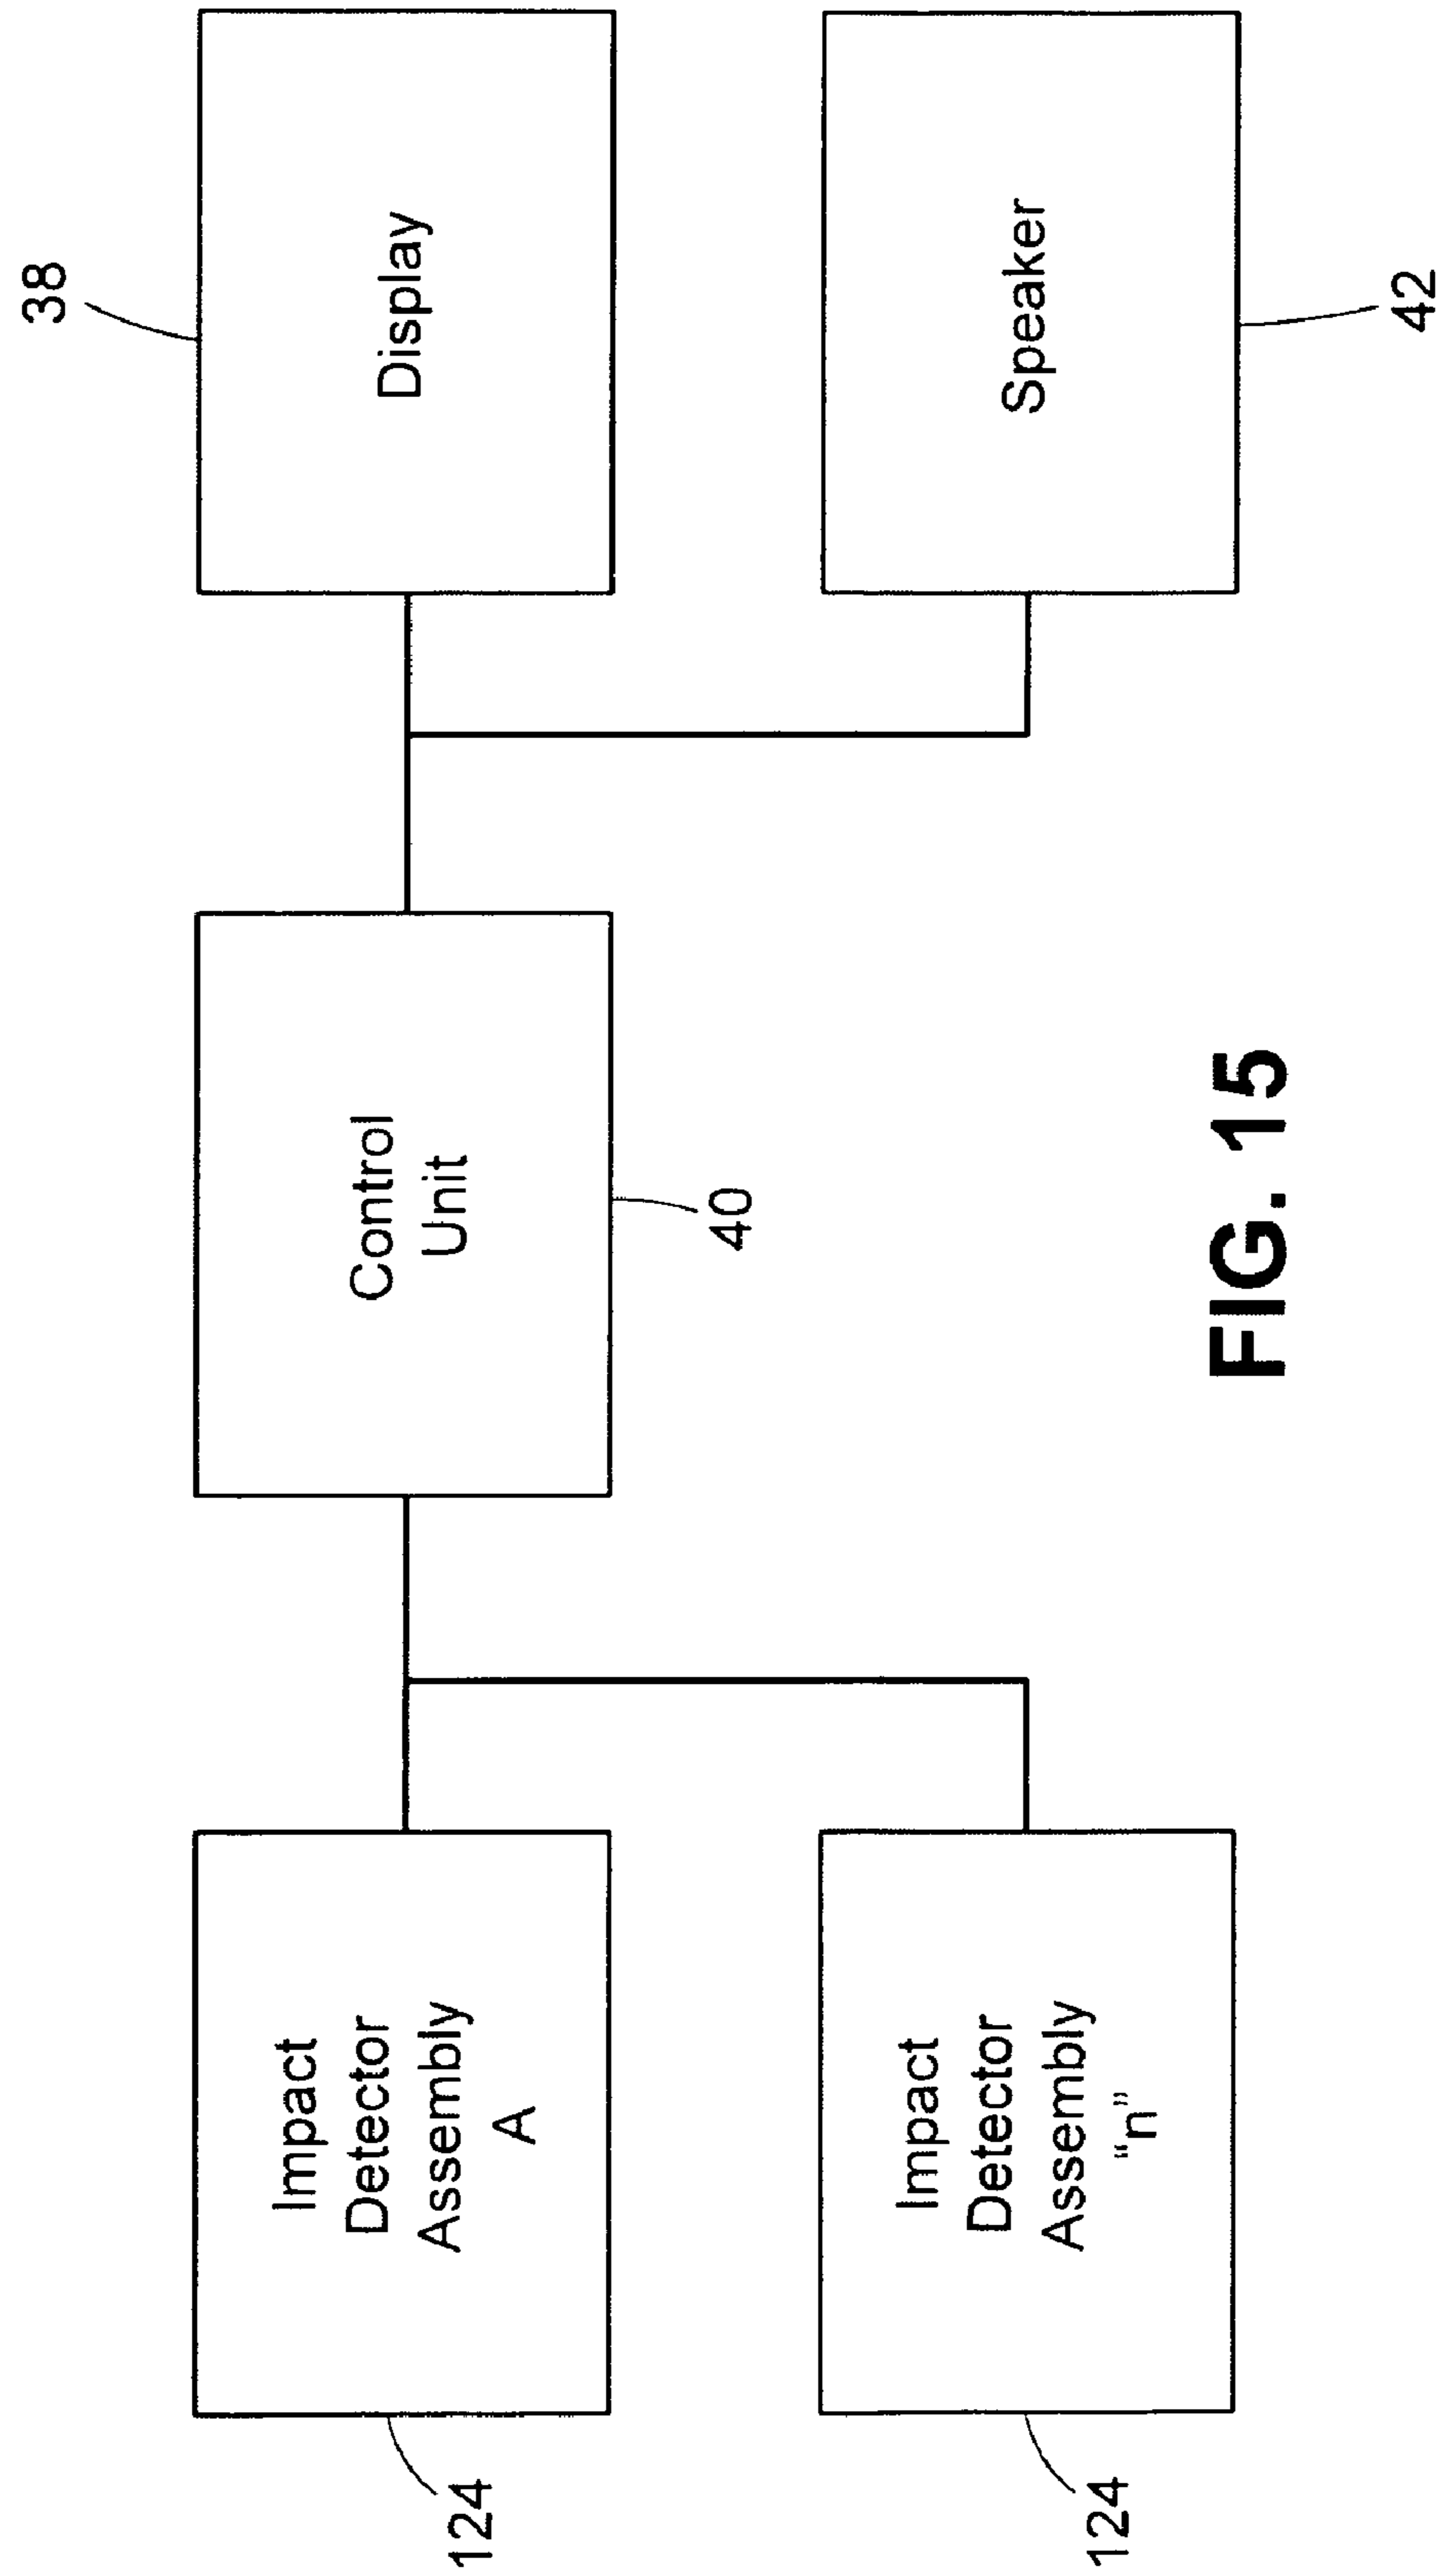 124
Impact
Detector
Assembly
A
Control
Unit
40
38
Display
124
Impact
Detector
Assembly
“n”
Speaker
42
FIG. 15